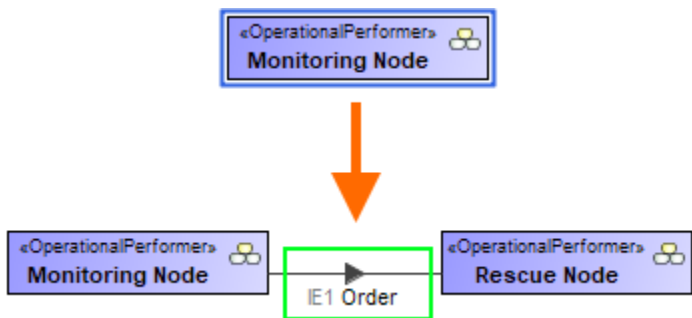 «OperationalPerformer»
Monitoring Node
«OperationalPerformer»
Monitoring Node
IE1 Order
«OperationalPerformer»
Rescue Node